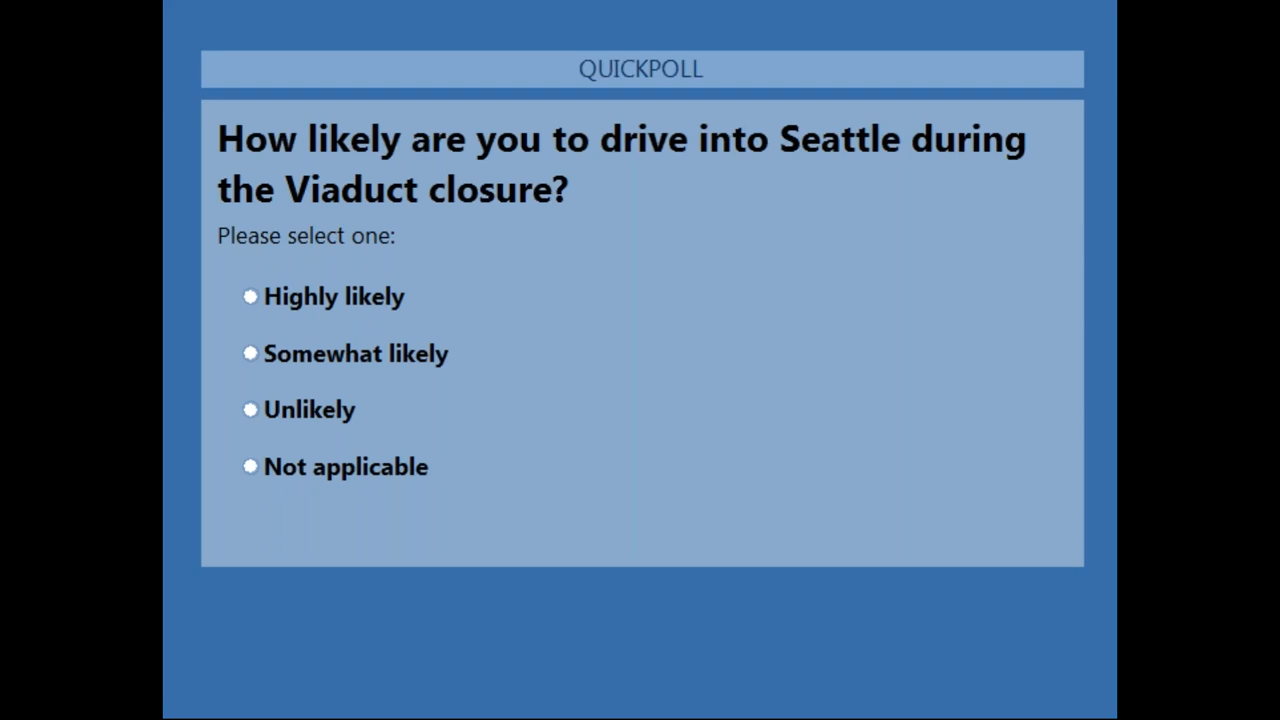 QUICKPOLL
How likely are you to drive into Seattle during
the Viaduct closure?
Please select one:
Highly likely
Somewhat likely
Unlikely
Not applicable